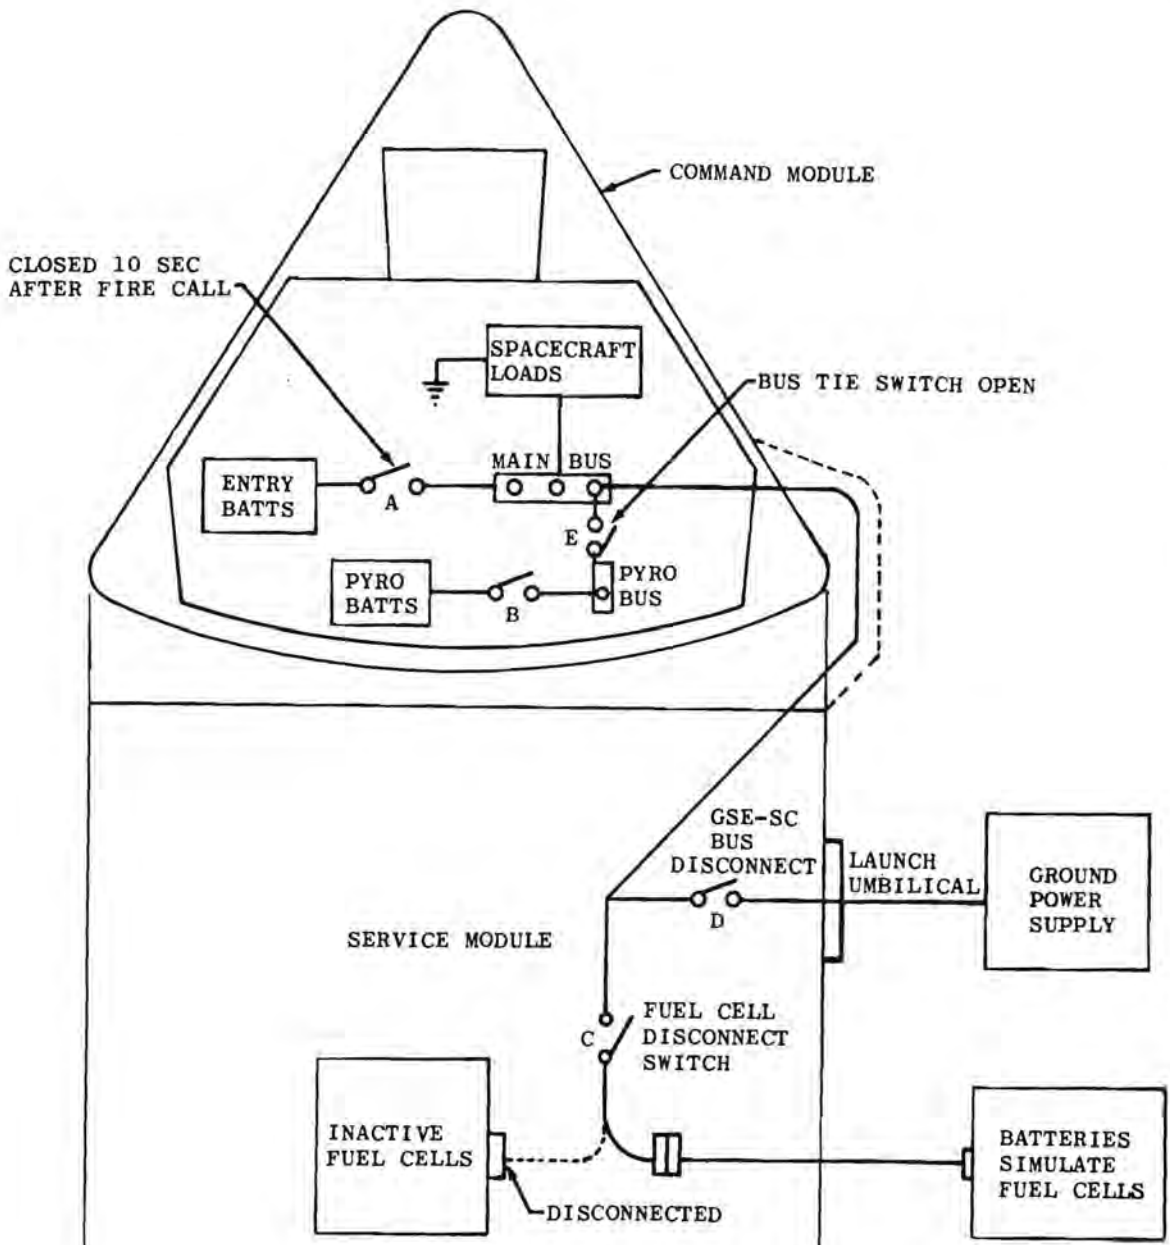 COMMAND MODULE
CLOSED 10 SEC
AFTER FIRE CALL
SPACECRAFT
LOADS
BUS TIE SWITCH OPEN
MAIN BUS
ENTRY
BATTS
A
E
PYRO
BATTS
B
PYRO
BUS
GSE-SC
BUS
DISCONNECT
D
LAUNCH
UMBILICAL
GROUND
POWER
SUPPLY
SERVICE MODULE
C
FUEL CELL
DISCONNECT
SWITCH
INACTIVE
FUEL CELLS
DISCONNECTED
BATTERIES
SIMULATE
FUEL CELLS